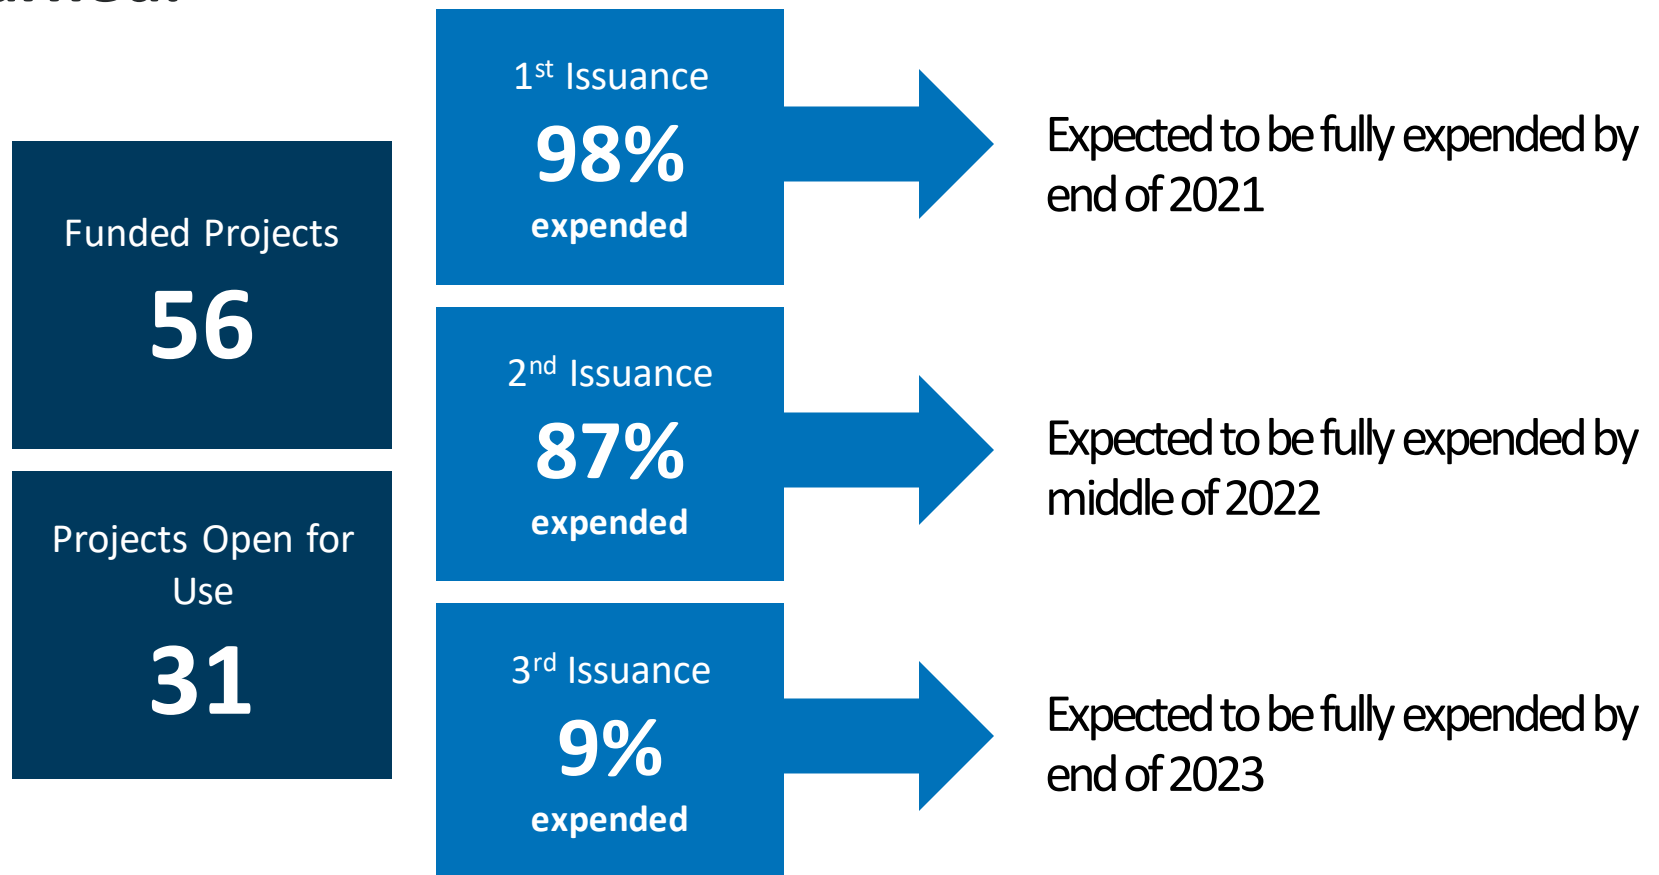 Funded Projects
56
Projects Open for
Use
31
1st Issuance
98%
expended
Expected to be fully expended by
end of 2021
2nd Issuance
87%
expended
Expected to be fully expended by
middle of 2022
3rd Issuance
9%
expended
Expected to be fully expended by
end of 2023